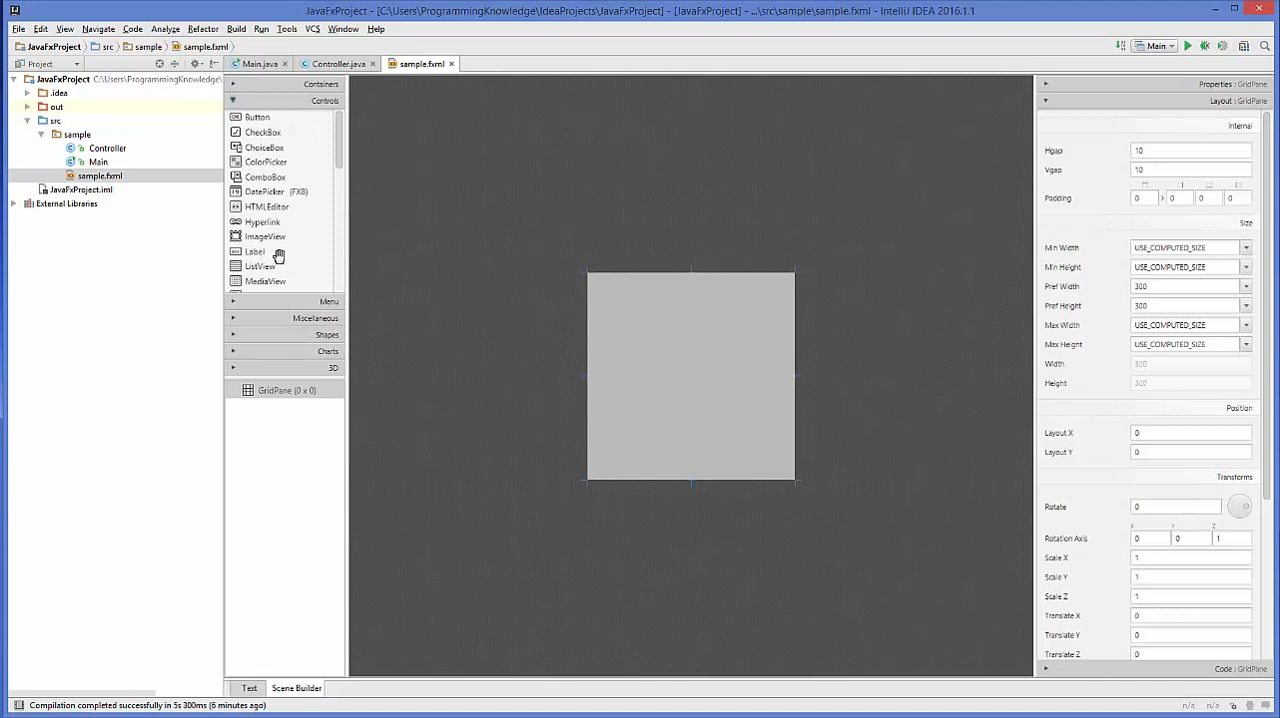 JavaFxProject - [C:\Users\ProgrammingKnowledge\IdeaProjects\JavaFxProject] - [JavaFxProject] - ...\src\sample\sample.fxml] - IntelliJ IDEA 2016.1.1
File Edit View Navigate Code Analyze Refactor Build Run Tools VCS Window Help
JavaFxProject src sample sample.fxml Main
Project Main.java Controller.java sample.fxml
JavaFxProject C:\Users\ProgrammingKnowledge\
.idea
out
src
sample
Controller
Main
sample.fxml
JavaFxProject.iml
External Libraries
Containers
Controls
Button
CheckBox
ChoiceBox
ColorPicker
ComboBox
DatePicker (FX8)
HTMLEditor
Hyperlink
ImageView
Label
ListView
MediaView
Menu
Miscellaneous
Shapes
Charts
3D
GridPane (0 x 0)
Properties : GridPane
Layout : GridPane
Internal
Hgap 10
Vgap 10
Padding 0 0 0 0
Size
Min Width USE_COMPUTED_SIZE
Min Height USE_COMPUTED_SIZE
Pref Width 300
Pref Height 300
Max Width USE_COMPUTED_SIZE
Max Height USE_COMPUTED_SIZE
Width 300
Height 300
Position
Layout X 0
Layout Y 0
Transforms
Rotate 0
X Y Z
Rotation Axis 0 0 1
Scale X 1
Scale Y 1
Scale Z 1
Translate X 0
Translate Y 0
Translate Z 0
Code : GridPane
Text Scene Builder
Compilation completed successfully in 5s 300ms (6 minutes ago) n/a n/a